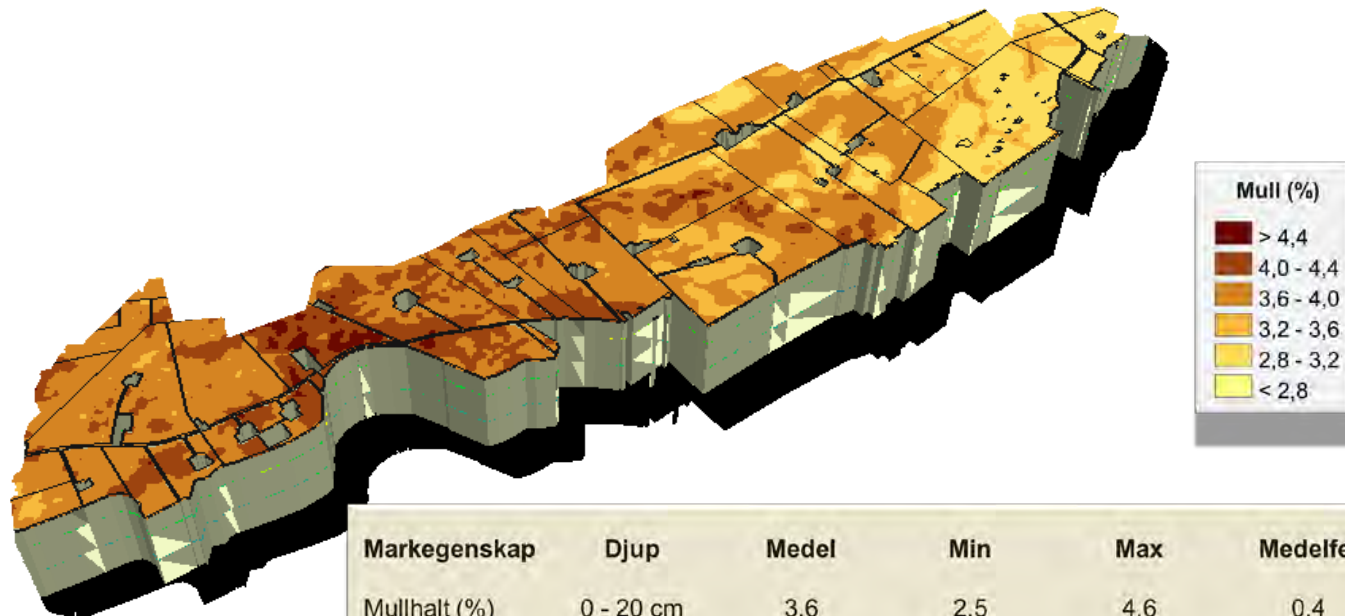 Mull (%)
> 4,4
4,0 - 4,4
3,6 - 4,0
3,2 - 3,6
2,8 - 3,2
< 2,8
Markegenskap Djup Medel Min Max Medelfe
Mullhalt (%) 0 - 20 cm 3,6 2,5 4,6 0,4